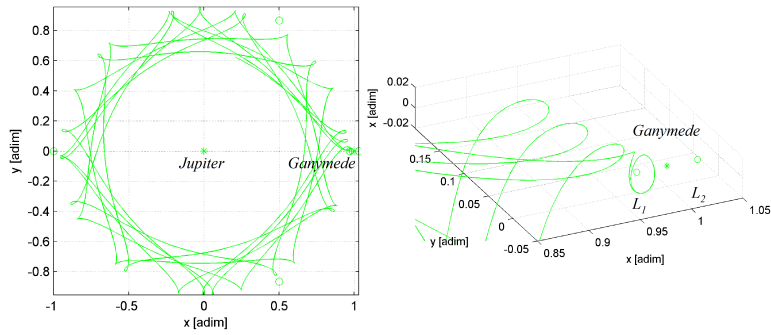 0.8
0.6
0.4
0.2
0
-0.2
-0.4
-0.6
-0.8
y [adim]
-1 -0.5 0 0.5 1
x [adim]
Jupiter
Ganymede
0.02
0
-0.02
x [adim]
0.15
0.1
0.05
0
-0.05
y [adim]
0.85 0.9 0.95 1 1.05
x [adim]
Ganymede
L1
L2